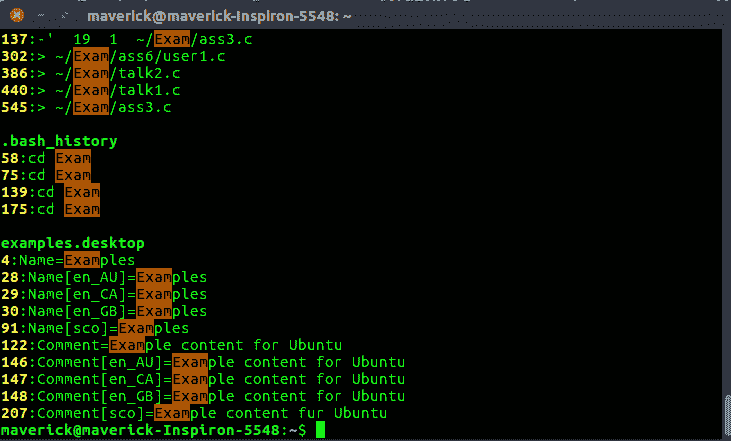 maverick@maverick-Inspiron-5548: ~
137:-'  19  1  ~/Exam/ass3.c
302:> ~/Exam/ass6/user1.c
386:> ~/Exam/talk2.c
440:> ~/Exam/talk1.c
545:> ~/Exam/ass3.c
.bash_history
58:cd Exam
75:cd Exam
139:cd Exam
175:cd Exam
examples.desktop
4:Name=Examples
28:Name[en_AU]=Examples
29:Name[en_CA]=Examples
30:Name[en_GB]=Examples
91:Name[sco]=Examples
122:Comment=Example content for Ubuntu
146:Comment[en_AU]=Example content for Ubuntu
147:Comment[en_CA]=Example content for Ubuntu
148:Comment[en_GB]=Example content for Ubuntu
207:Comment[sco]=Example content fur Ubuntu
maverick@maverick-Inspiron-5548:~$